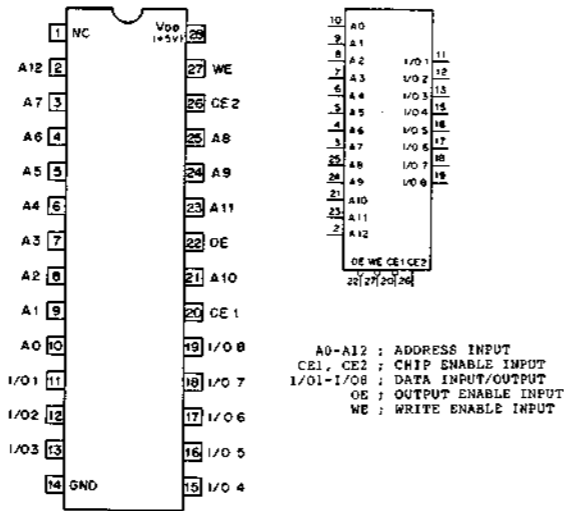 1 NC
VDD 28
(+5V)
A12 2
27 WE
A7 3
26 CE2
A6 4
25 A8
A5 5
24 A9
A4 6
23 A11
A3 7
22 OE
A2 8
21 A10
A1 9
20 CE1
A0 10
19 I/O8
I/O1 11
18 I/O7
I/O2 12
17 I/O6
I/O3 13
16 I/O5
14 GND
15 I/O4
10 A0
9 A1
8 A2
7 A3
6 A4
5 A5
4 A6
3 A7
25 A8
24 A9
21 A10
23 A11
2 A12
I/O1 11
I/O2 12
I/O3 13
I/O4 15
I/O5 16
I/O6 17
I/O7 18
I/O8 19
OE WE CE1 CE2
22 27 20 26
A0-A12 ; ADDRESS INPUT
CE1, CE2 ; CHIP ENABLE INPUT
I/O1-I/O8 ; DATA INPUT/OUTPUT
OE ; OUTPUT ENABLE INPUT
WE ; WRITE ENABLE INPUT